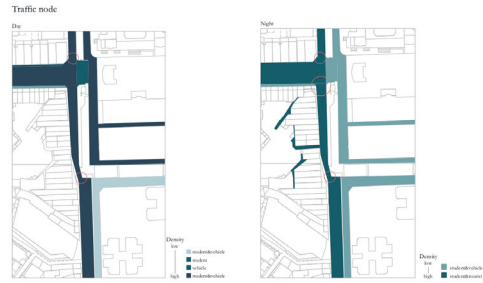 Traffic node
Day
Density
low
high
student&vehicle
student
vehicle
student&vehicle
Night
Density
low
high
student&vehicle
student&tourist